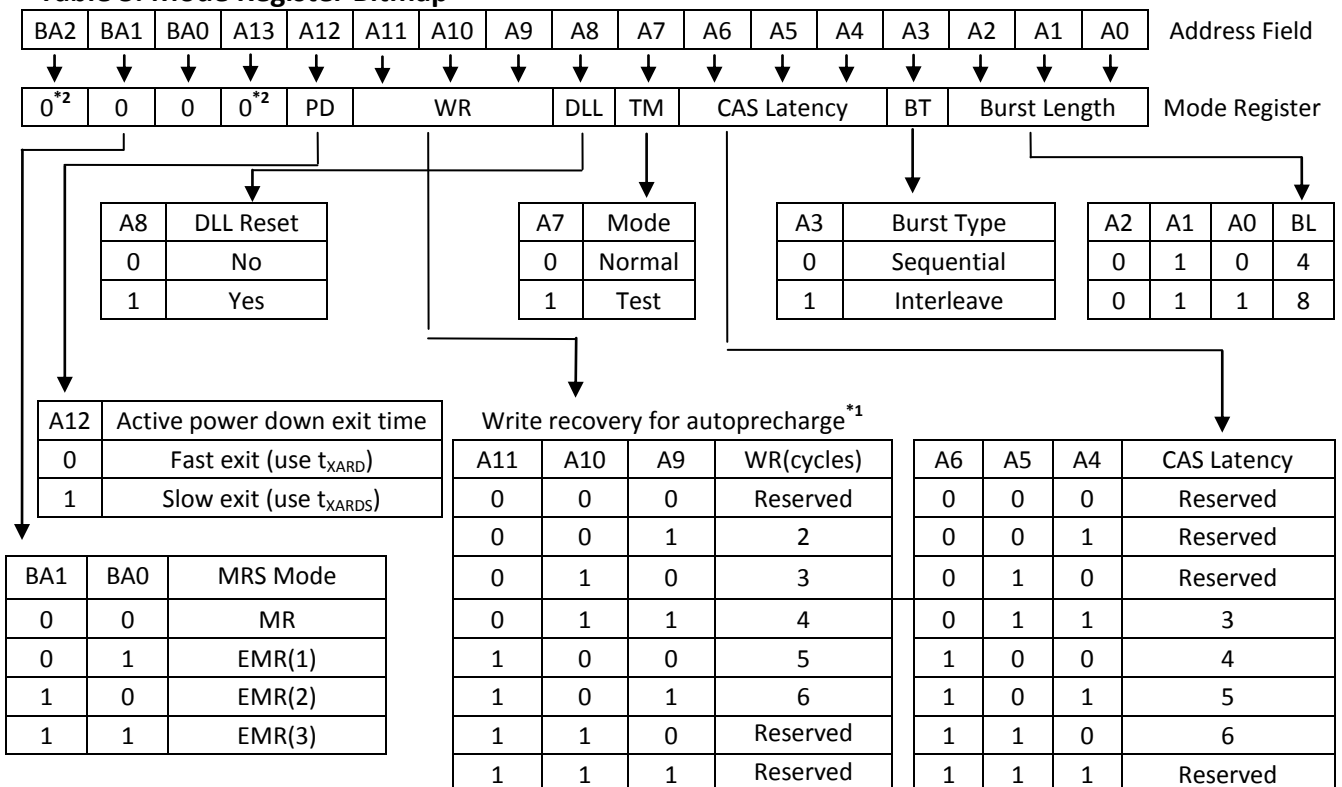 Table 5. Mode Register Bitmap
BA2 BA1 BA0 A13 A12 A11 A10 A9 A8 A7 A6 A5 A4 A3 A2 A1 A0 Address Field
0*2 0 0 0*2 PD WR DLL TM CAS Latency BT Burst Length Mode Register
A8 DLL Reset
0 No
1 Yes
A7 Mode
0 Normal
1 Test
A3 Burst Type
0 Sequential
1 Interleave
A2 A1 A0 BL
0 1 0 4
0 1 1 8
A12 Active power down exit time
0 Fast exit (use tXARD)
1 Slow exit (use tXARDS)
BA1 BA0 MRS Mode
0 0 MR
0 1 EMR(1)
1 0 EMR(2)
1 1 EMR(3)
Write recovery for autoprecharge*1
A11 A10 A9 WR(cycles)
0 0 0 Reserved
0 0 1 2
0 1 0 3
0 1 1 4
1 0 0 5
1 0 1 6
1 1 0 Reserved
1 1 1 Reserved
A6 A5 A4 CAS Latency
0 0 0 Reserved
0 0 1 Reserved
0 1 0 Reserved
0 1 1 3
1 0 0 4
1 0 1 5
1 1 0 6
1 1 1 Reserved